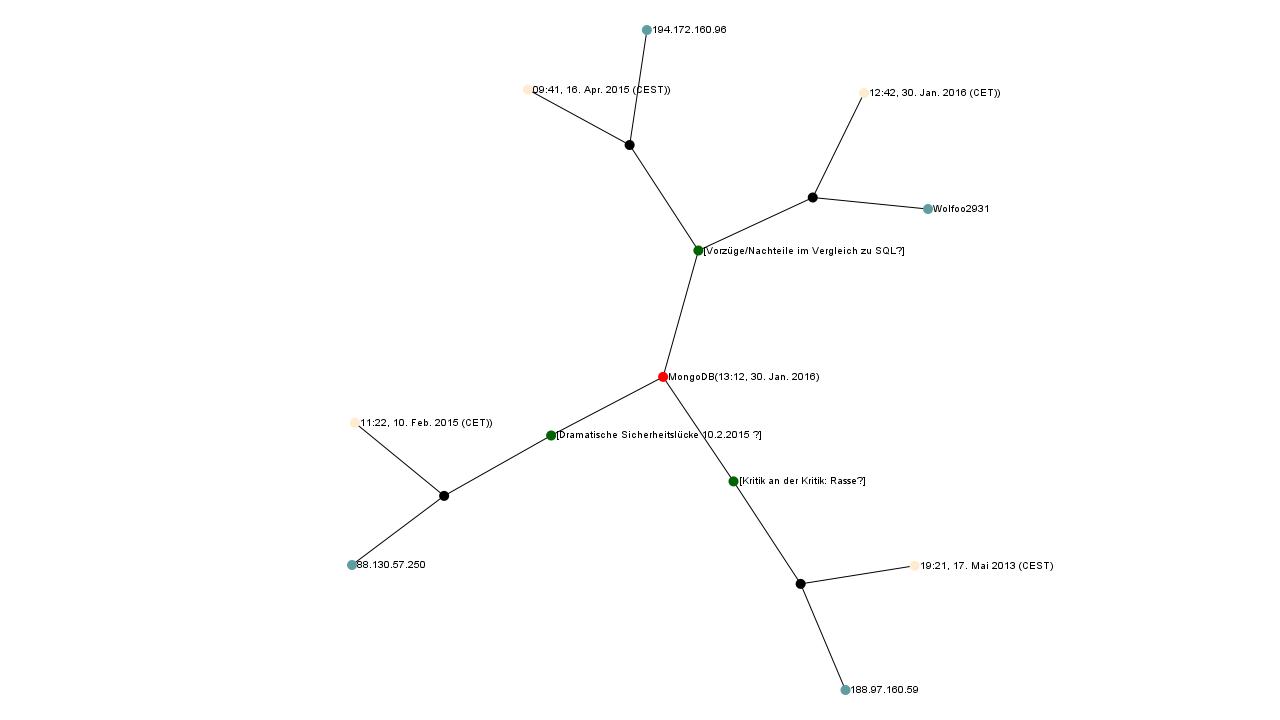 194.172.160.96
09:41, 16. Apr. 2015 (CEST))
12:42, 30. Jan. 2016 (CET))
Wolfoo2931
[Vorzüge/Nachteile im Vergleich zu SQL?]
MongoDB(13:12, 30. Jan. 2016)
11:22, 10. Feb. 2015 (CET))
[Dramatische Sicherheitslücke 10.2.2015 ?]
[Kritik an der Kritik: Rasse?]
88.130.57.250
19:21, 17. Mai 2013 (CEST)
188.97.160.59